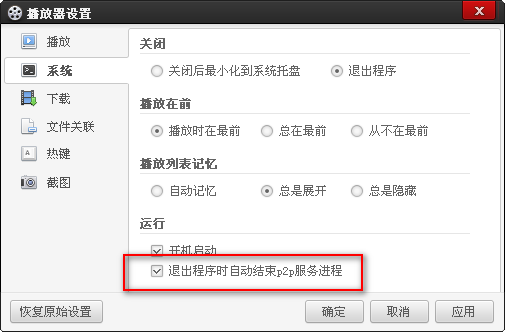 播放器设置
播放
系统
下载
文件关联
热键
截图
关闭
关闭后最小化到系统托盘 退出程序
播放在前
播放时在最前 总在最前 从不在最前
播放列表记忆
自动记忆 总是展开 总是隐藏
运行
开机启动
退出程序时自动结束p2p服务进程
恢复原始设置 确定 取消 应用